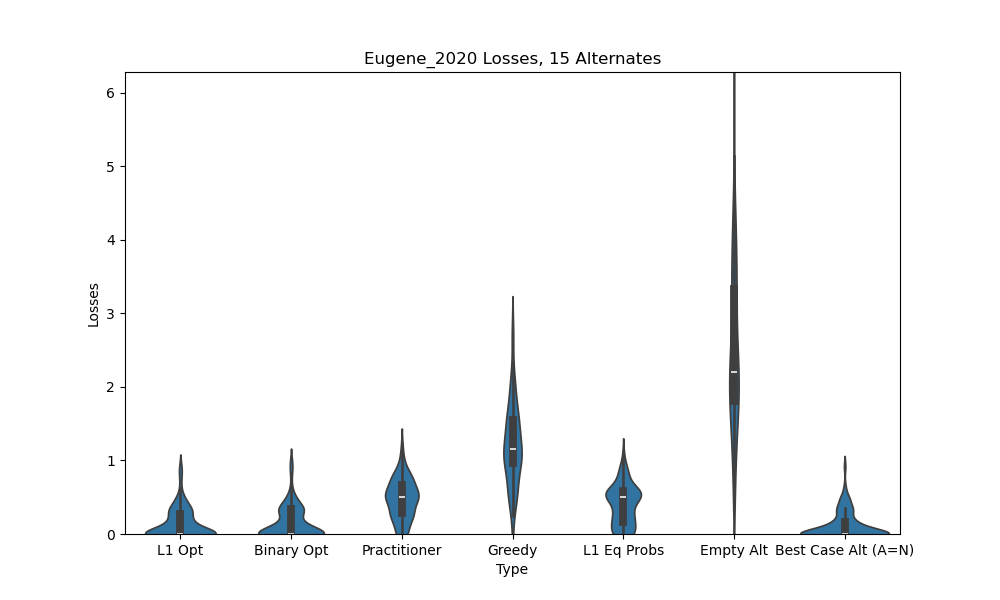 Eugene_2020 Losses, 15 Alternates
6
5
4
3
2
1
0
Losses
L1 Opt Binary Opt Practitioner Greedy L1 Eq Probs Empty Alt Best Case Alt (A=N)
Type